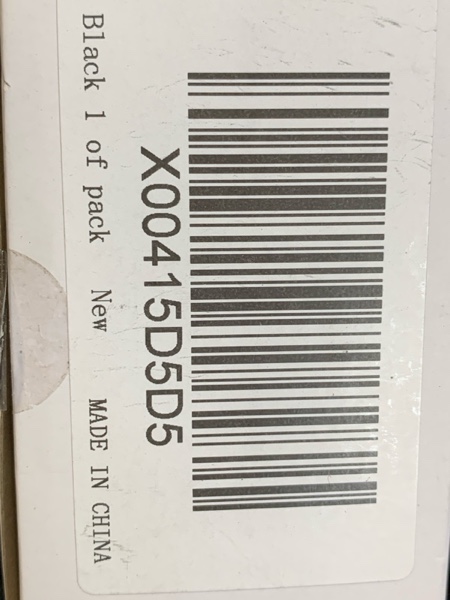 X00415D5D5
Black 1 of pack New MADE IN CHINA